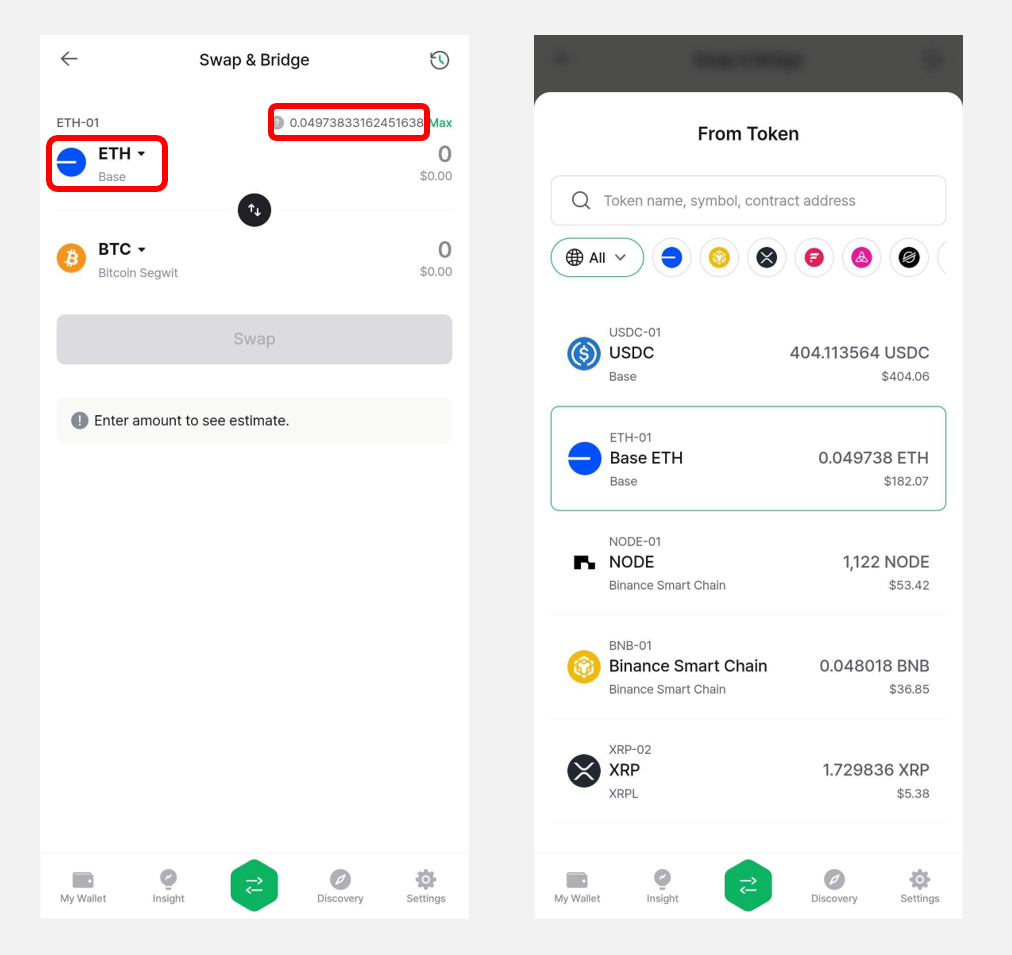 Swap & Bridge
ETH-01
0.04973833162451638 Max
ETH 0
Base $0.00
BTC 0
Bitcoin Segwit $0.00
Swap
Enter amount to see estimate.
My Wallet Insight Discovery Settings
From Token
Token name, symbol, contract address
All
USDC-01
USDC 404.113564 USDC
Base $404.06
ETH-01
Base ETH 0.049738 ETH
Base $182.07
NODE-01
NODE 1,122 NODE
Binance Smart Chain $53.42
BNB-01
Binance Smart Chain 0.048018 BNB
Binance Smart Chain $36.85
XRP-02
XRP 1.729836 XRP
XRPL $5.38
My Wallet Insight Discovery Settings